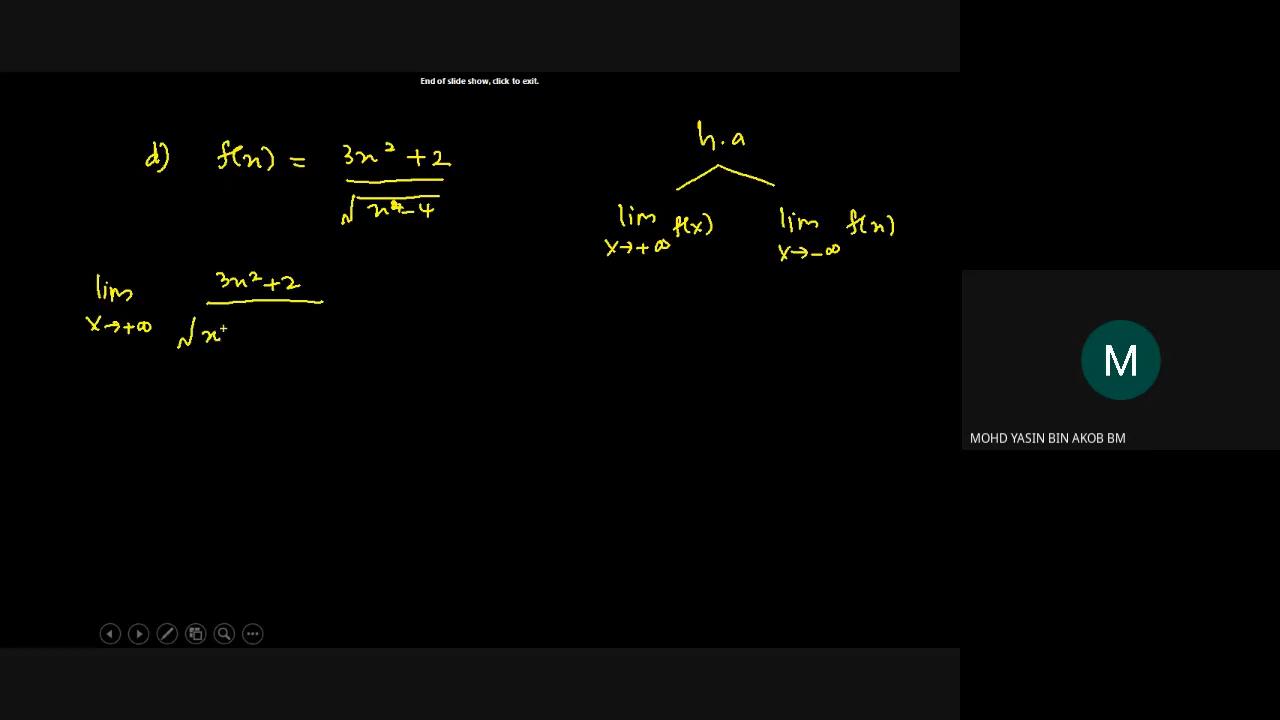 End of slide show, click to exit.
d) f(x) = (3x² + 2) / √(x⁴ - 4)
h.a
lim x→+∞ f(x)
lim x→-∞ f(x)
lim x→+∞ (3x² + 2) / √x
M
MOHD YASIN BIN AKOB BM